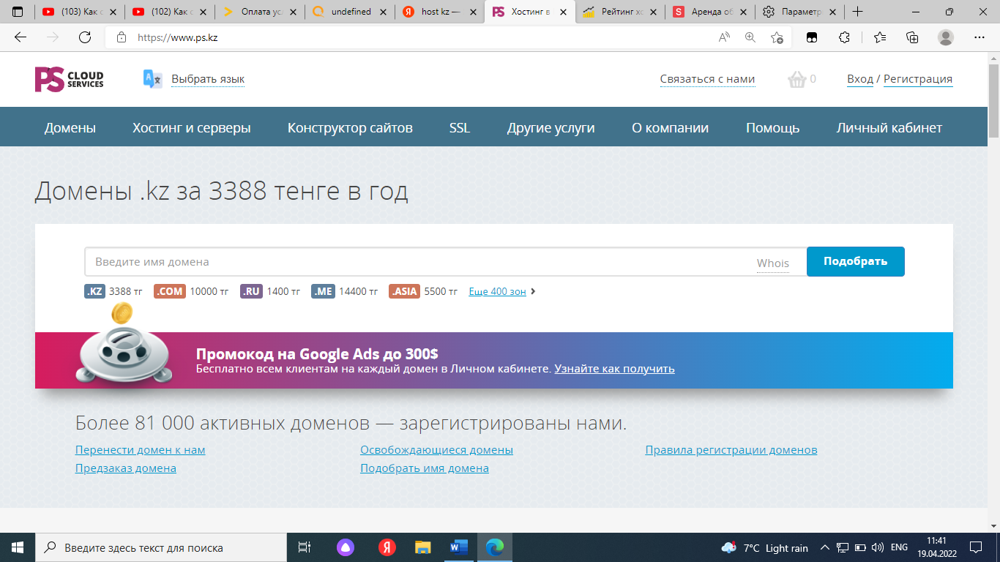 (103) Как с
(102) Как с
Оплата ус
undefined
host kz —
Хостинг в
Рейтинг хо
Аренда об
Параметр
https://www.ps.kz
PS CLOUD SERVICES
Выбрать язык
Связаться с нами
0
Вход / Регистрация
Домены
Хостинг и серверы
Конструктор сайтов
SSL
Другие услуги
О компании
Помощь
Личный кабинет
Домены .kz за 3388 тенге в год
Введите имя домена
Whois
Подобрать
.KZ 3388 тг .COM 10000 тг .RU 1400 тг .ME 14400 тг .ASIA 5500 тг Еще 400 зон
Промокод на Google Ads до 300$
Бесплатно всем клиентам на каждый домен в Личном кабинете. Узнайте как получить
Более 81 000 активных доменов — зарегистрированы нами.
Перенести домен к нам
Освобождающиеся домены
Правила регистрации доменов
Предзаказ домена
Подобрать имя домена
Введите здесь текст для поиска
7°C Light rain
ENG
11:41
19.04.2022